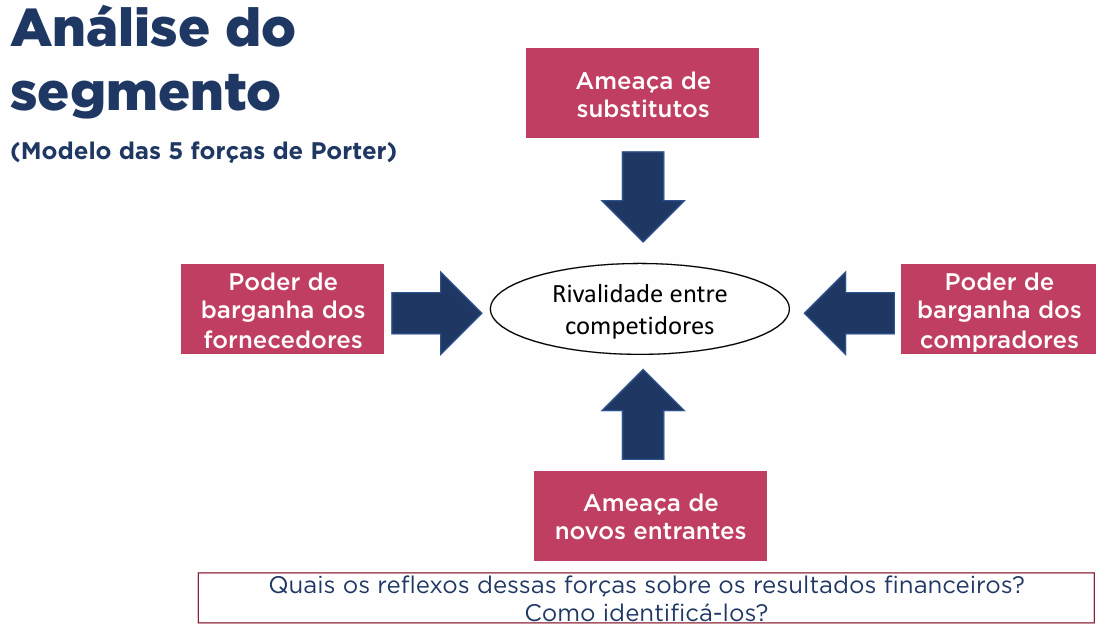 Análise do
segmento
(Modelo das 5 forças de Porter)
Ameaça de
substitutos
Poder de
barganha dos
fornecedores
Rivalidade entre
competidores
Poder de
barganha dos
compradores
Ameaça de
novos entrantes
Quais os reflexos dessas forças sobre os resultados financeiros?
Como identificá-los?